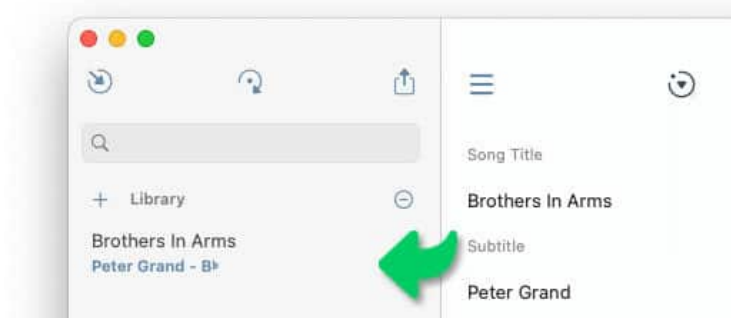 Song Title
+ Library
Brothers In Arms
Brothers In Arms
Subtitle
Peter Grand - B♭
Peter Grand